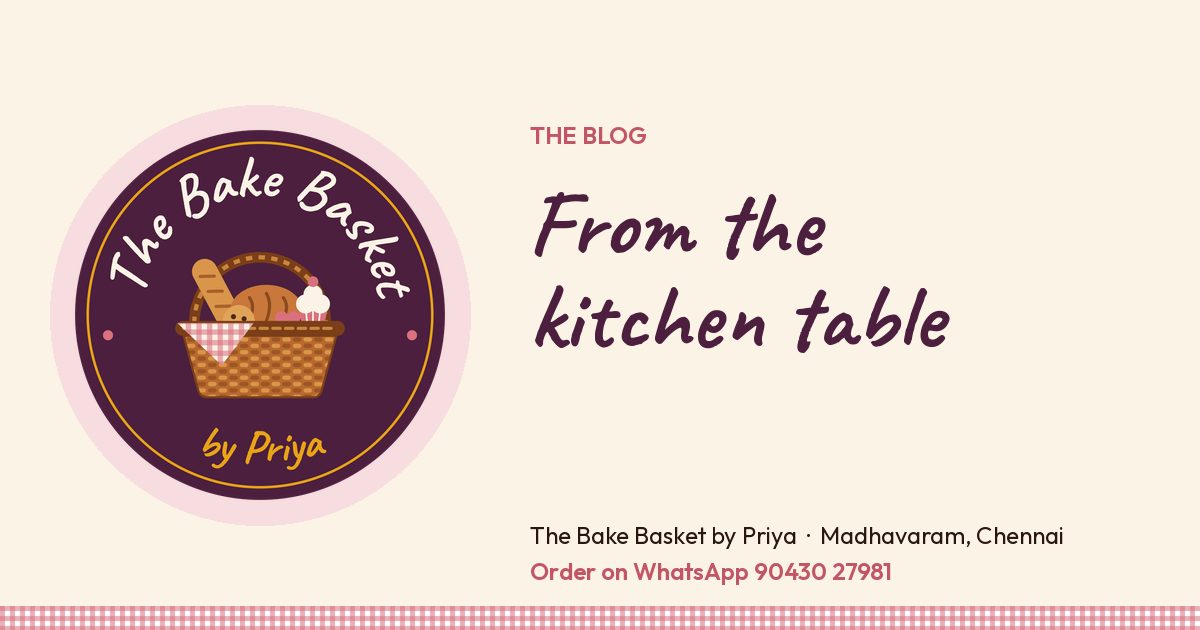 The Bake Basket
by Priya
THE BLOG
From the
kitchen table
The Bake Basket by Priya · Madhavaram, Chennai
Order on WhatsApp 90430 27981